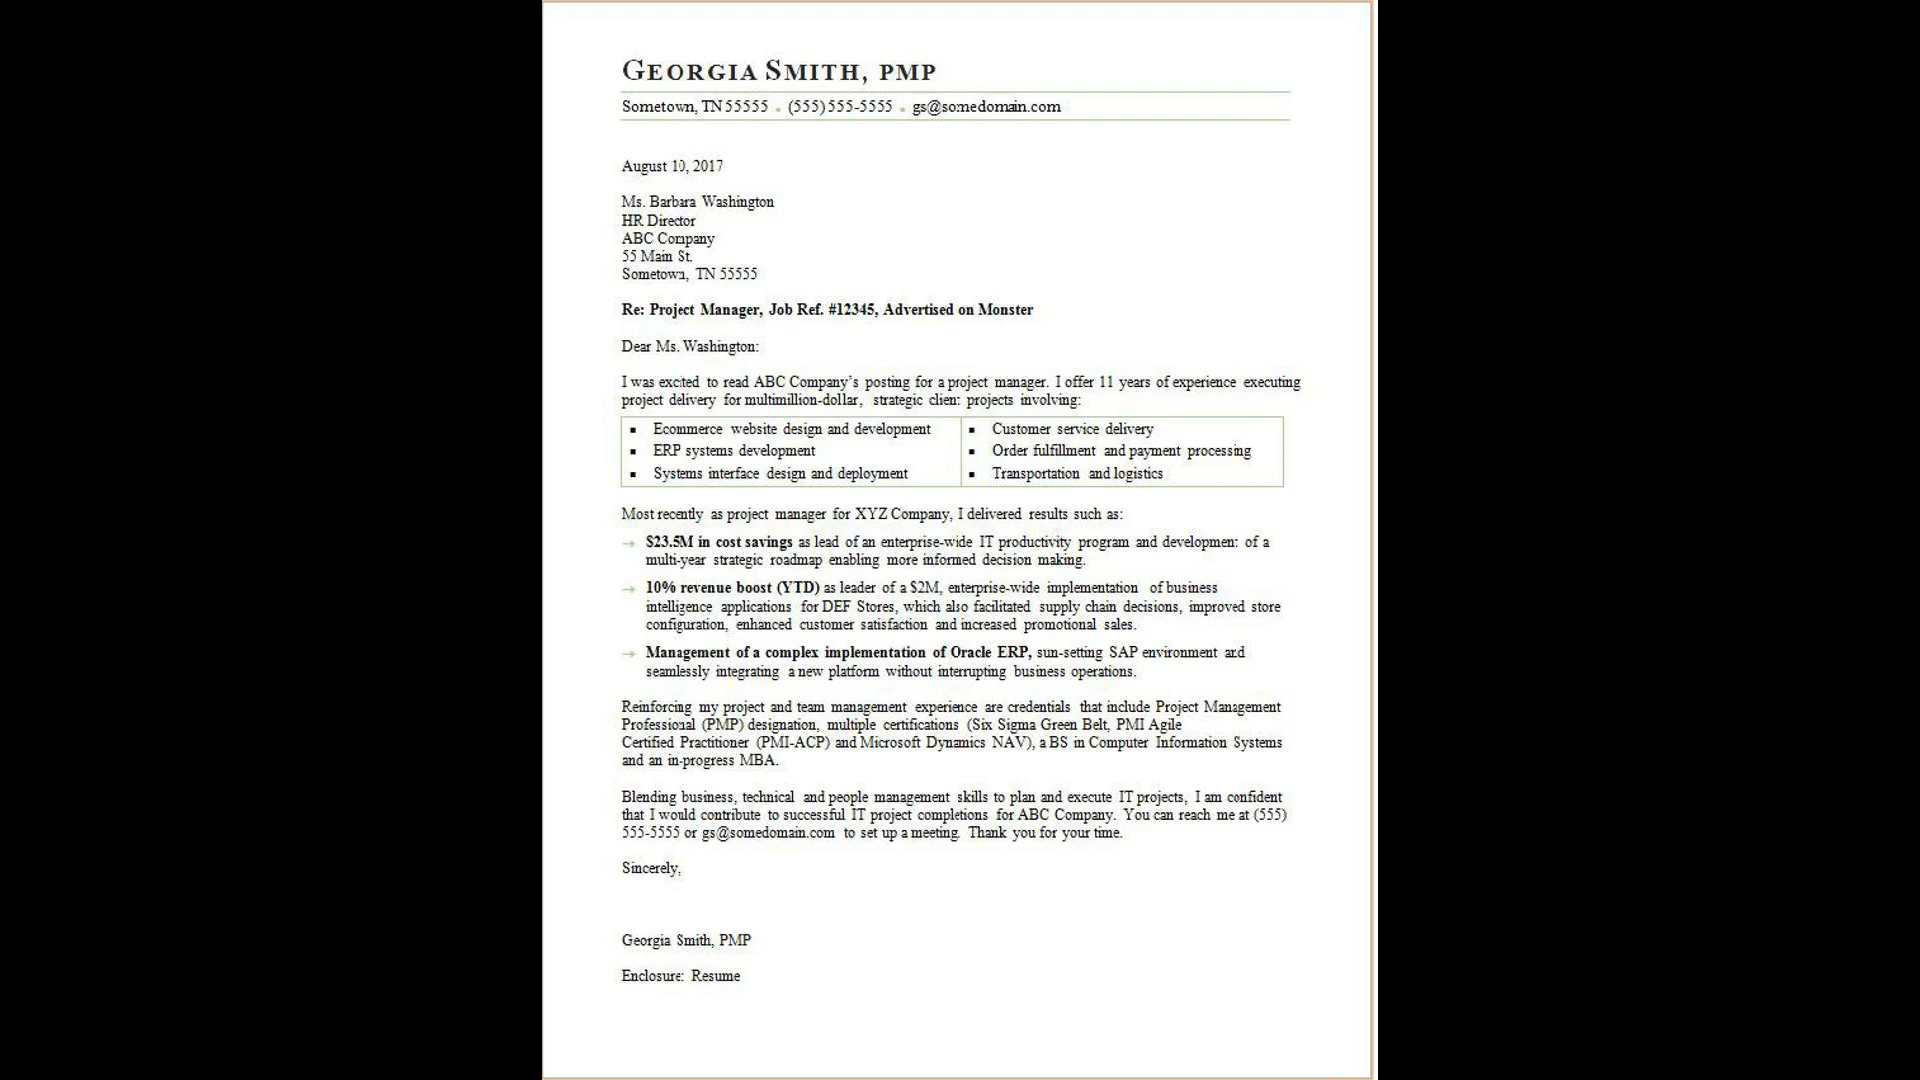 GEORGIA SMITH, PMP
Sometown, TN 55555 • (555) 555-5555 • gs@somedomain.com
August 10, 2017
Ms. Barbara Washington
HR Director
ABC Company
55 Main St.
Sometown, TN 55555
Re: Project Manager, Job Ref. #12345, Advertised on Monster
Dear Ms. Washington:
I was excited to read ABC Company's posting for a project manager. I offer 11 years of experience executing
project delivery for multimillion-dollar, strategic client projects involving:
▪ Ecommerce website design and development
▪ ERP systems development
▪ Systems interface design and deployment
▪ Customer service delivery
▪ Order fulfillment and payment processing
▪ Transportation and logistics
Most recently as project manager for XYZ Company, I delivered results such as:
→ $23.5M in cost savings as lead of an enterprise-wide IT productivity program and development of a
multi-year strategic roadmap enabling more informed decision making.
→ 10% revenue boost (YTD) as leader of a $2M, enterprise-wide implementation of business
intelligence applications for DEF Stores, which also facilitated supply chain decisions, improved store
configuration, enhanced customer satisfaction and increased promotional sales.
→ Management of a complex implementation of Oracle ERP, sun-setting SAP environment and
seamlessly integrating a new platform without interrupting business operations.
Reinforcing my project and team management experience are credentials that include Project Management
Professional (PMP) designation, multiple certifications (Six Sigma Green Belt, PMI Agile
Certified Practitioner (PMI-ACP) and Microsoft Dynamics NAV), a BS in Computer Information Systems
and an in-progress MBA.
Blending business, technical and people management skills to plan and execute IT projects, I am confident
that I would contribute to successful IT project completions for ABC Company. You can reach me at (555)
555-5555 or gs@somedomain.com to set up a meeting. Thank you for your time.
Sincerely,
Georgia Smith, PMP
Enclosure: Resume